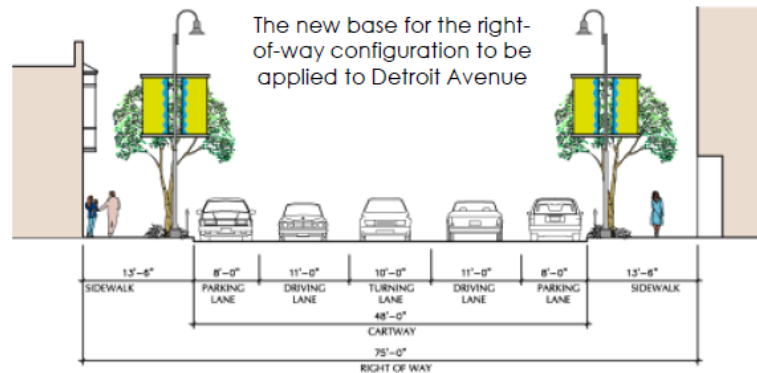 The new base for the right-
of-way configuration to be
applied to Detroit Avenue
13'-6" 8'-0" 11'-0" 10'-0" 11'-0" 8'-0" 13'-6"
SIDEWALK PARKING LANE DRIVING LANE TURNING LANE DRIVING LANE PARKING LANE SIDEWALK
48'-0"
CARTWAY
75'-0"
RIGHT OF WAY